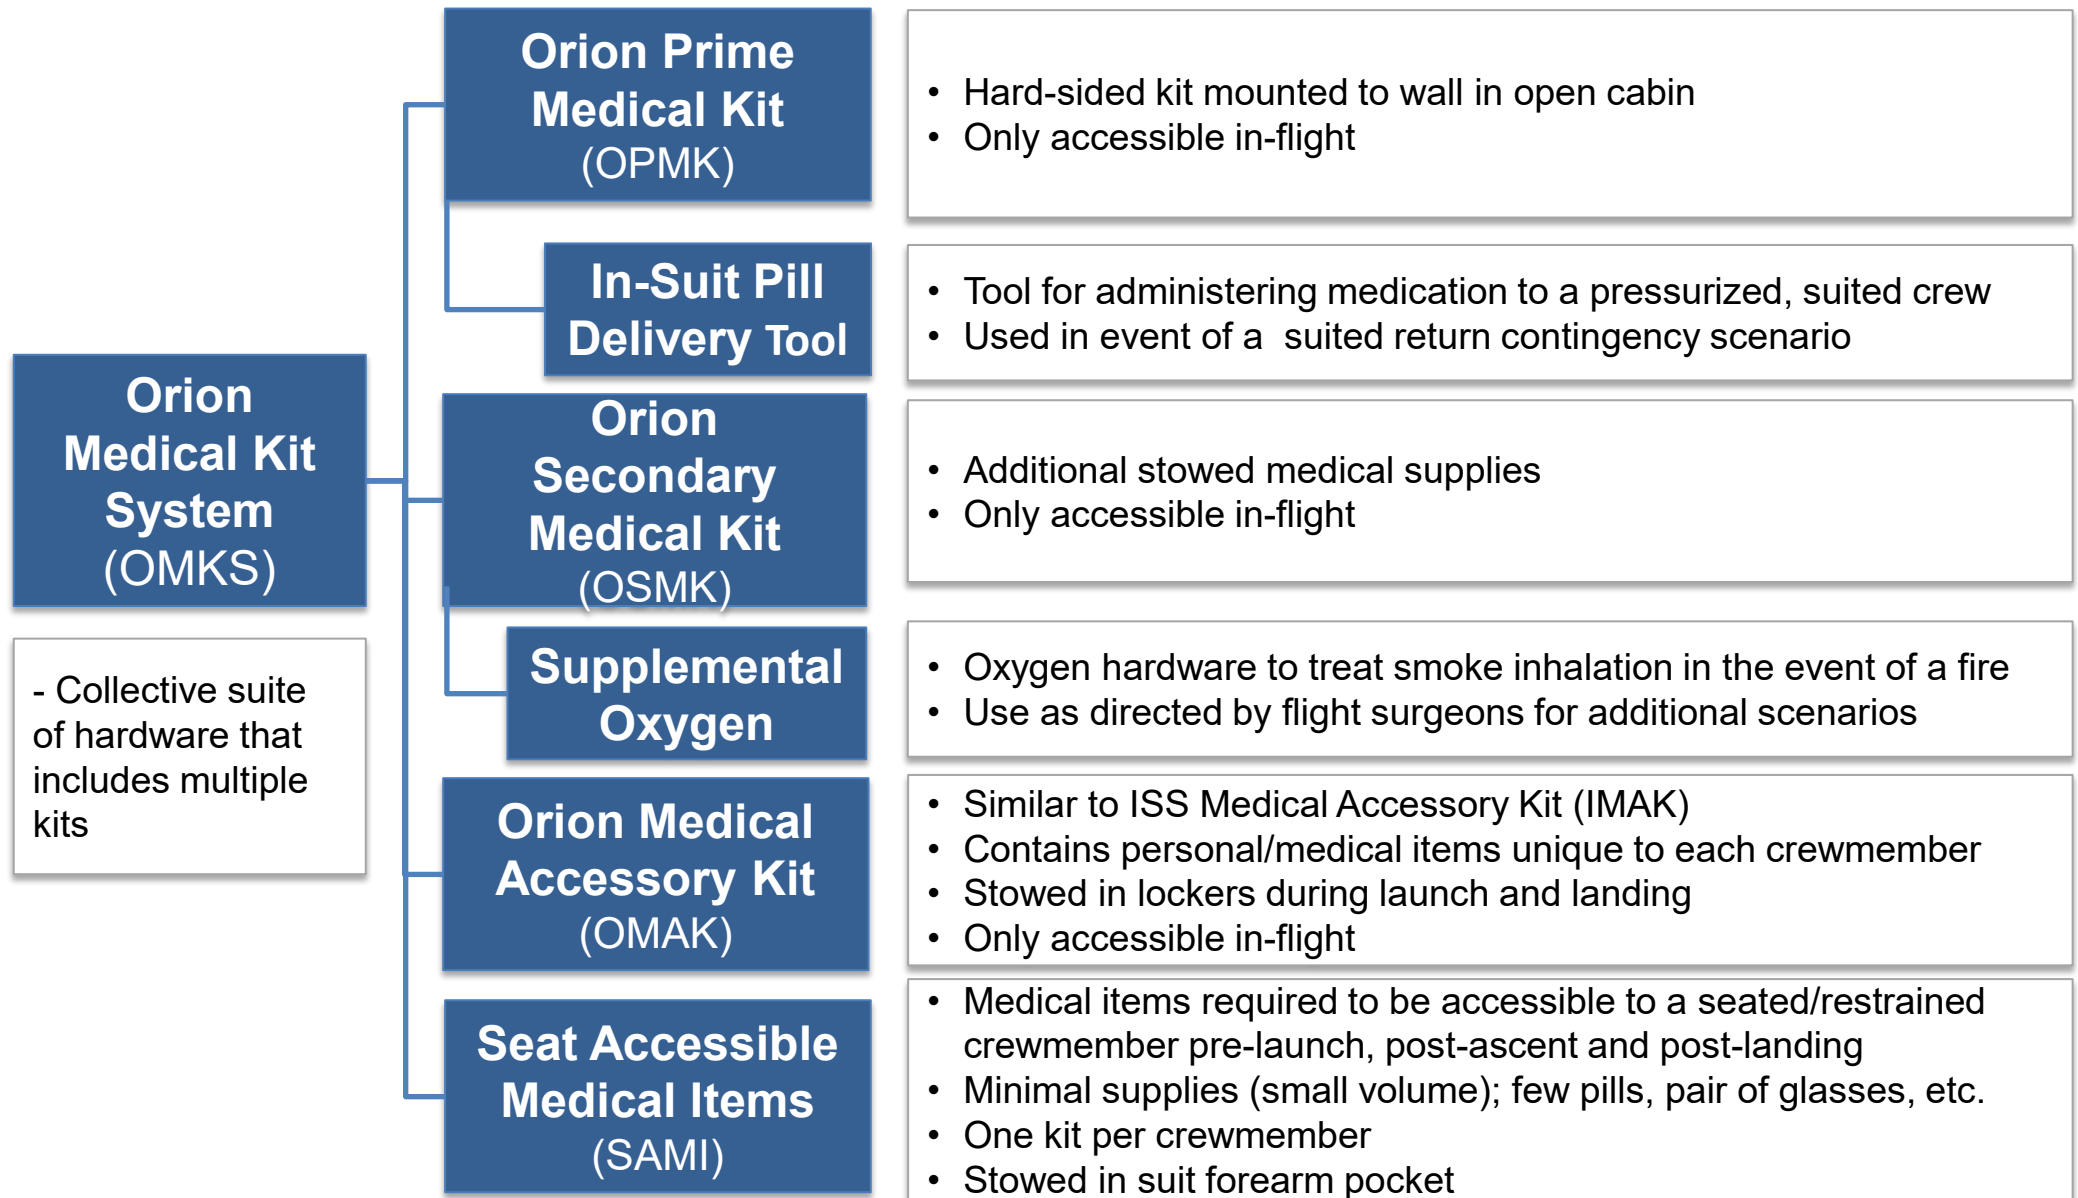 Orion Prime
Medical Kit
(OPMK)
• Hard-sided kit mounted to wall in open cabin
• Only accessible in-flight
In-Suit Pill
Delivery Tool
• Tool for administering medication to a pressurized, suited crew
• Used in event of a  suited return contingency scenario
Orion
Medical Kit
System
(OMKS)
- Collective suite
of hardware that
includes multiple
kits
Orion
Secondary
Medical Kit
(OSMK)
• Additional stowed medical supplies
• Only accessible in-flight
Supplemental
Oxygen
• Oxygen hardware to treat smoke inhalation in the event of a fire
• Use as directed by flight surgeons for additional scenarios
Orion Medical
Accessory Kit
(OMAK)
• Similar to ISS Medical Accessory Kit (IMAK)
• Contains personal/medical items unique to each crewmember
• Stowed in lockers during launch and landing
• Only accessible in-flight
Seat Accessible
Medical Items
(SAMI)
• Medical items required to be accessible to a seated/restrained
crewmember pre-launch, post-ascent and post-landing
• Minimal supplies (small volume); few pills, pair of glasses, etc.
• One kit per crewmember
• Stowed in suit forearm pocket